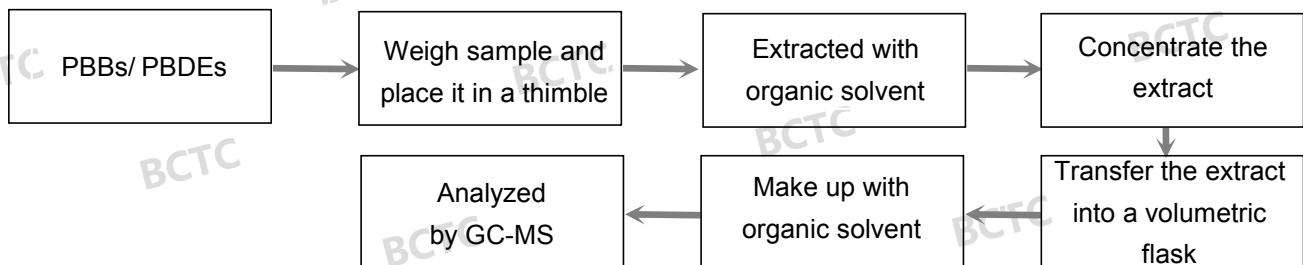 PBBs/ PBDEs
Weigh sample and
place it in a thimble
Extracted with
organic solvent
Concentrate the
extract
Transfer the extract
into a volumetric
flask
Make up with
organic solvent
Analyzed
by GC-MS
TC
BCTC
BCTC
BCTC
BCTC
BCTC
BCTC